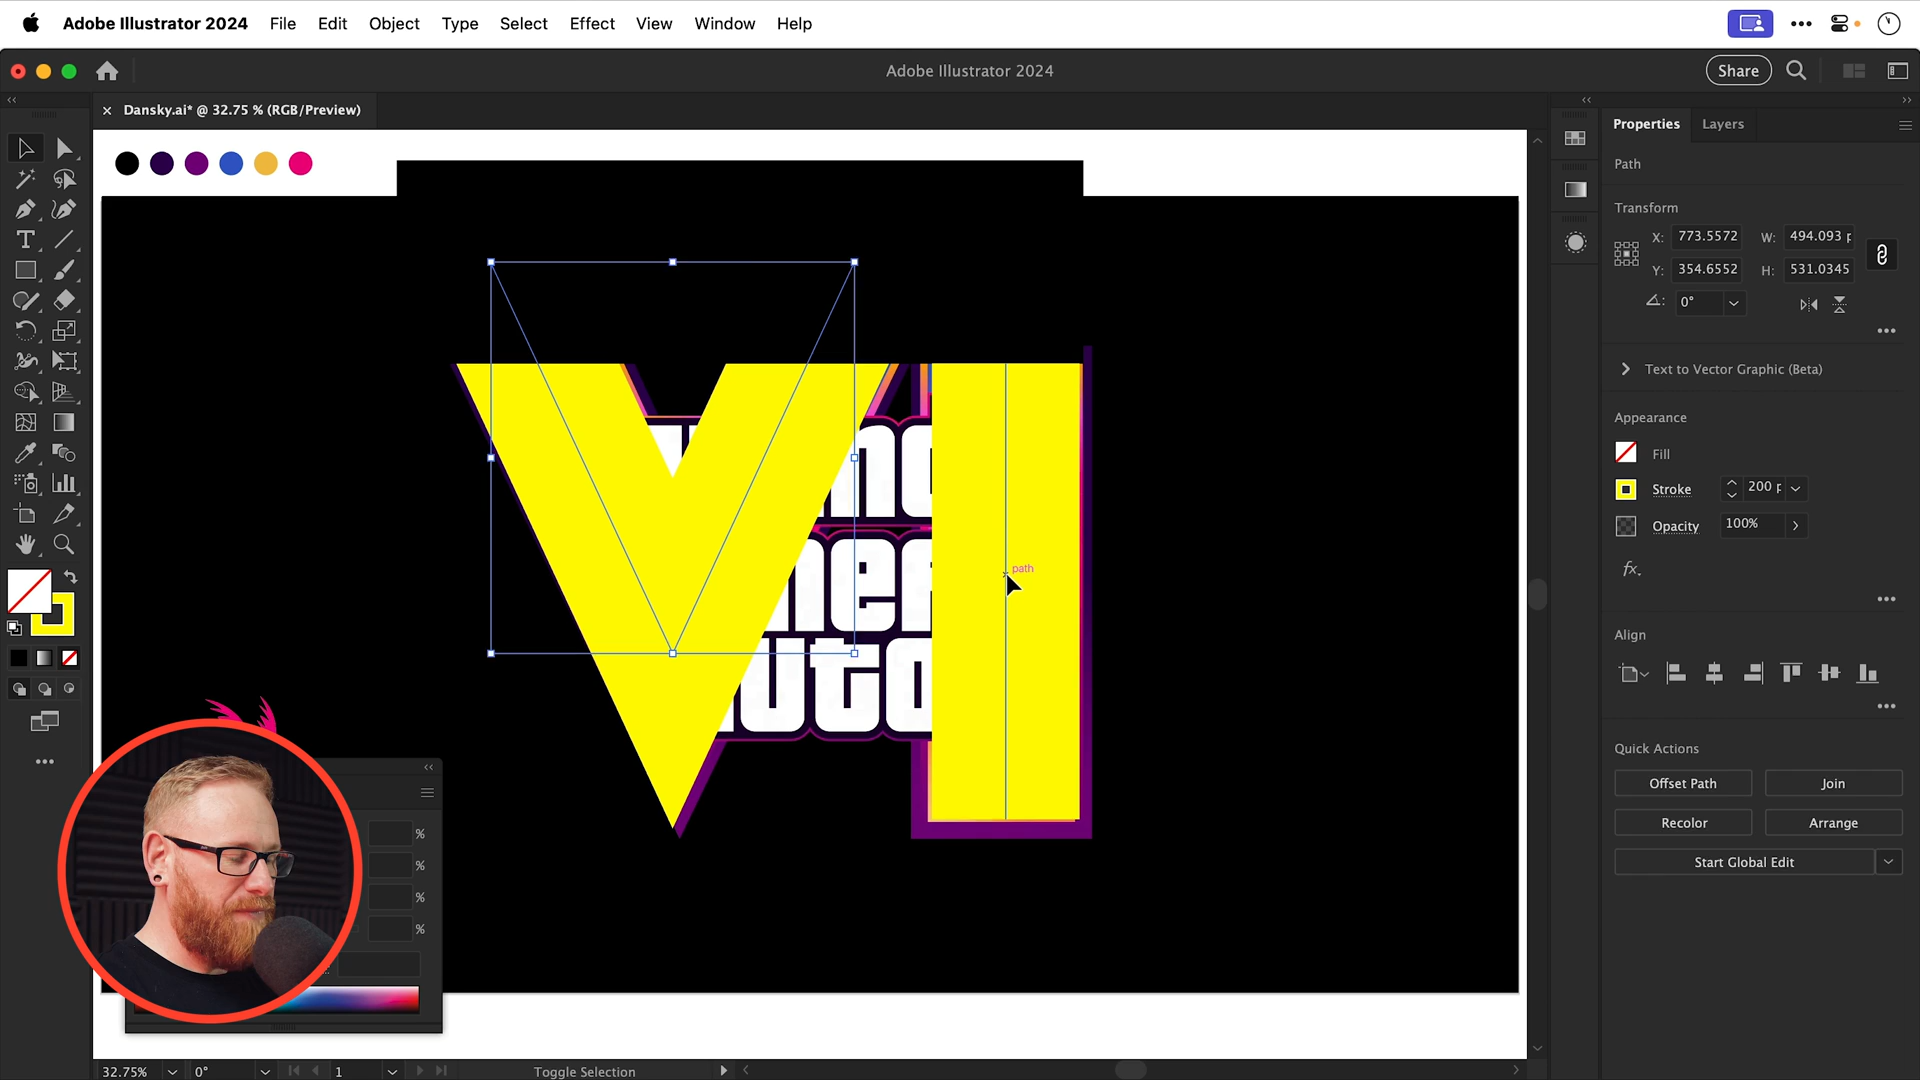 Adobe Illustrator 2024 File Edit Object Type Select Effect View Window Help
Adobe Illustrator 2024
Share
Dansky.ai* @ 32.75 % (RGB/Preview)
Properties Layers
Path
Transform
X: 773.5572 W: 494.093 p
Y: 354.6552 H: 531.0345
0°
Text to Vector Graphic (Beta)
Appearance
Fill
Stroke 200 p
Opacity 100%
fx.
Align
Quick Actions
Offset Path Join
Recolor Arrange
Start Global Edit
path
VI
uto
%
%
%
%
32.75% 0° 1 Toggle Selection